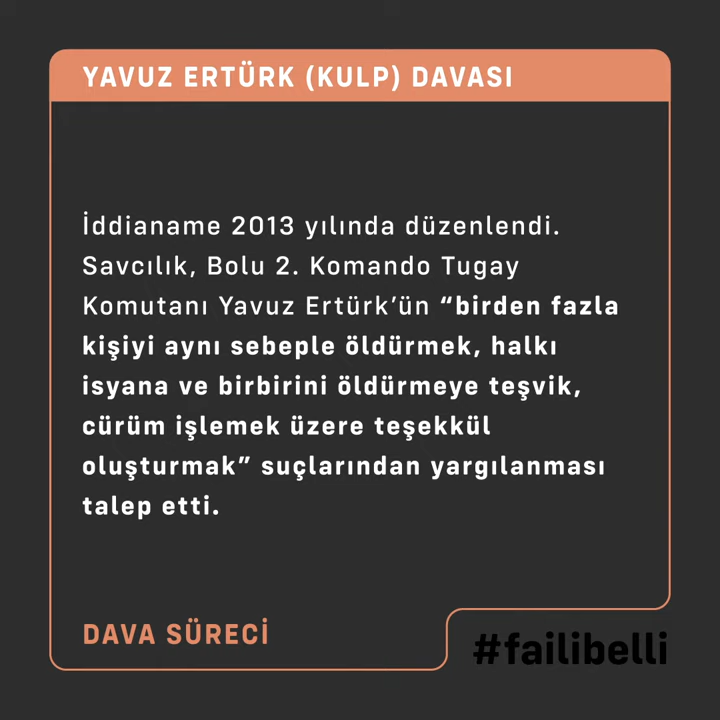 YAVUZ ERTÜRK (KULP) DAVASI
İddianame 2013 yılında düzenlendi.
Savcılık, Bolu 2. Komando Tugay
Komutanı Yavuz Ertürk’ün “birden fazla
kişiyi aynı sebeple öldürmek, halkı
isyana ve birbirini öldürmeye teşvik,
cürüm işlemek üzere teşekkül
oluşturmak” suçlarından yargılanması
talep etti.
DAVA SÜRECİ
#failibelli